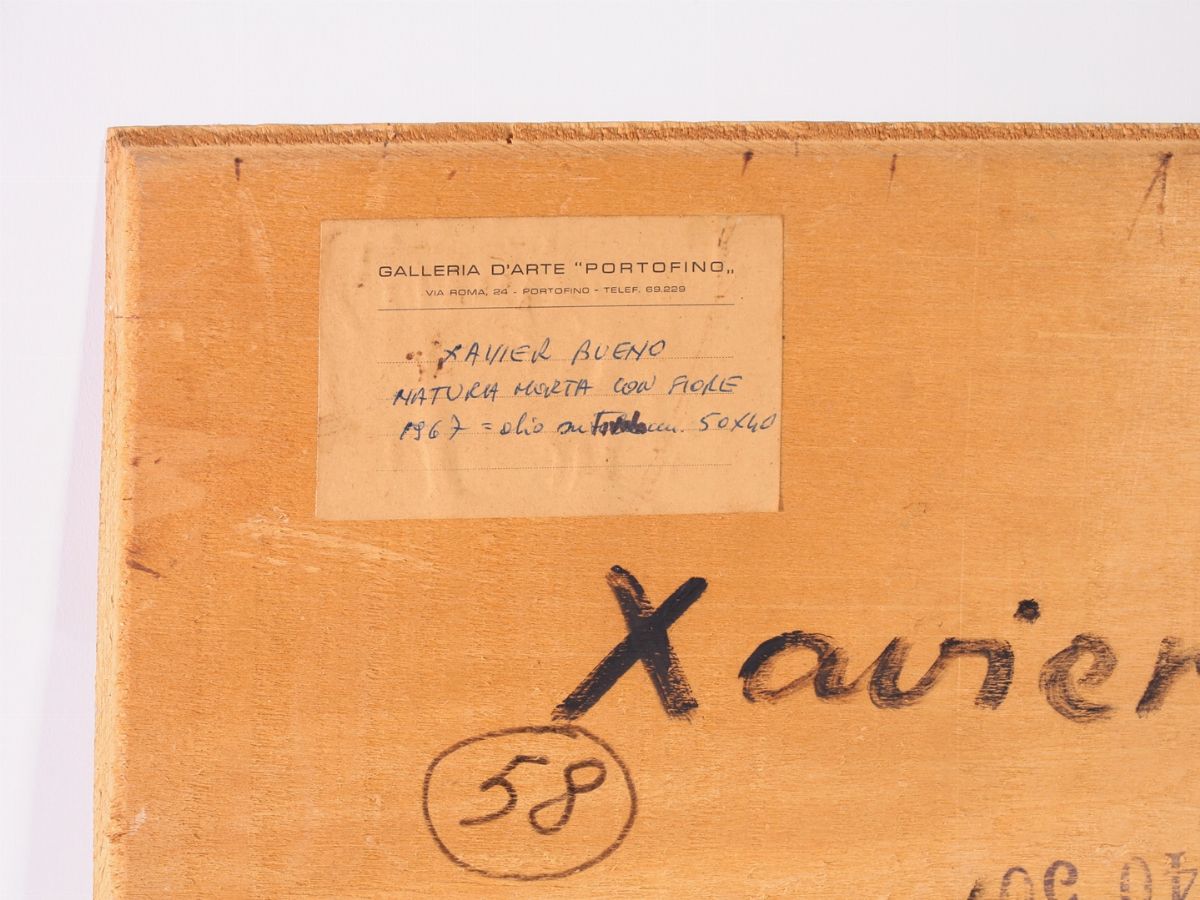 GALLERIA D'ARTE "PORTOFINO„
VIA ROMA, 24 - PORTOFINO - TELEF. 69.229
XAVIER BUENO
NATURA MORTA CON FIORE
1967 = olio su cm. 50X40
Xavier
58